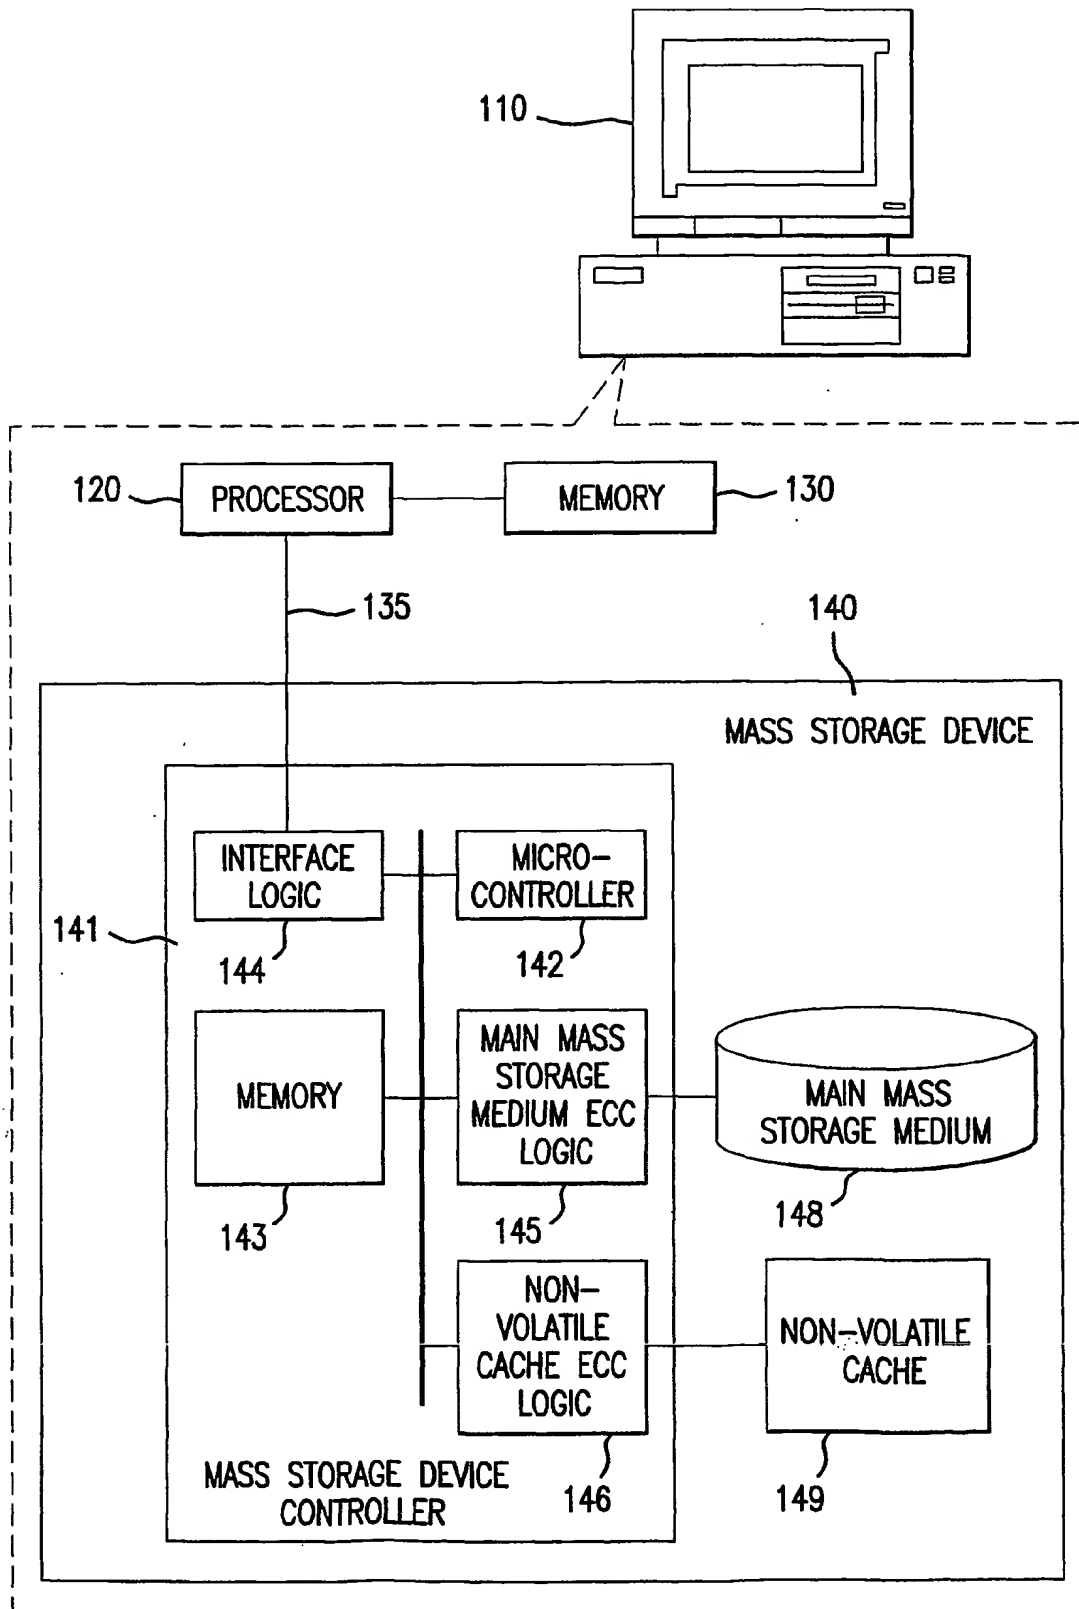 110
120
PROCESSOR
MEMORY
130
135
140
MASS STORAGE DEVICE
INTERFACE
LOGIC
144
MICRO-
CONTROLLER
142
141
MEMORY
143
MAIN MASS
STORAGE
MEDIUM ECC
LOGIC
145
MAIN MASS
STORAGE MEDIUM
148
NON-
VOLATILE
CACHE ECC
LOGIC
146
NON-VOLATILE
CACHE
149
MASS STORAGE DEVICE
CONTROLLER